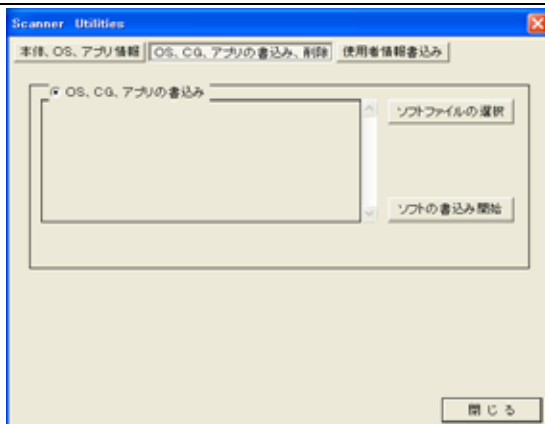 Scanner Utilities
本体、OS、アプリ情報 OS、CG、アプリの書込み、削除 使用者情報書込み
OS、CG、アプリの書込み
ソフトファイルの選択
ソフトの書込み開始
閉じる